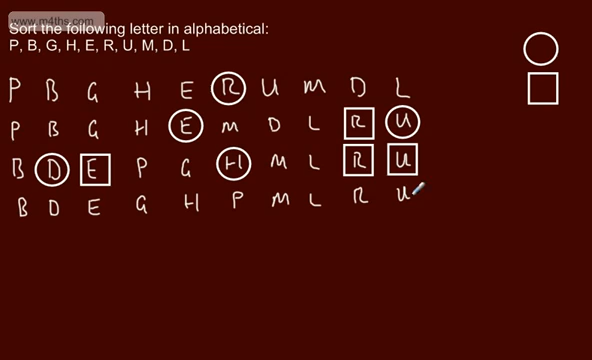 www.m4ths.com
Sort the following letter in alphabetical:
P, B, G, H, E, R, U, M, D, L
P B G H E R U M D L
P B G H E M D L R U
B D E P G H M L R U
B D E G H P M L R U